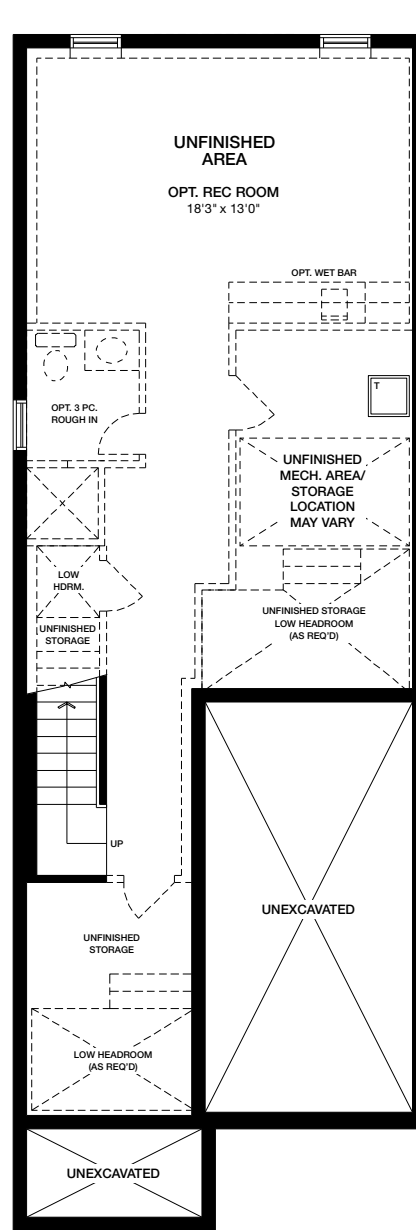 UNFINISHED
AREA
OPT. REC ROOM
18'3" x 13'0"
OPT. WET BAR
OPT. 3 PC.
ROUGH IN
T
UNFINISHED
MECH. AREA/
STORAGE
LOCATION
MAY VARY
LOW
HDRM.
UNFINISHED
STORAGE
UNFINISHED STORAGE
LOW HEADROOM
(AS REQ'D)
UP
UNEXCAVATED
UNFINISHED
STORAGE
LOW HEADROOM
(AS REQ'D)
UNEXCAVATED